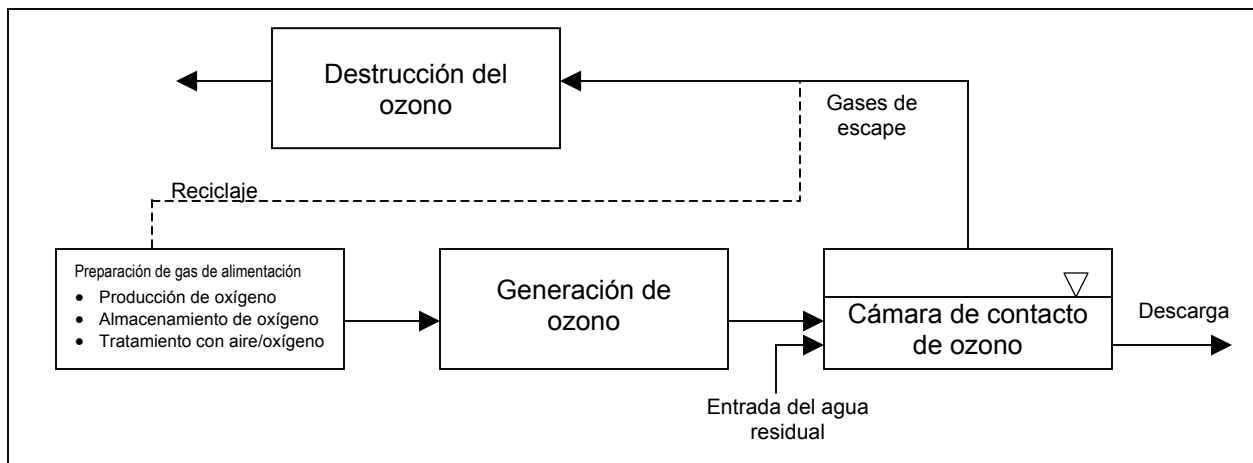 Destrucción del
ozono
Gases de
escape
Reciclaje
Preparación de gas de alimentación
• Producción de oxígeno
• Almacenamiento de oxígeno
• Tratamiento con aire/oxígeno
Generación de
ozono
Cámara de contacto
de ozono
Descarga
Entrada del agua
residual